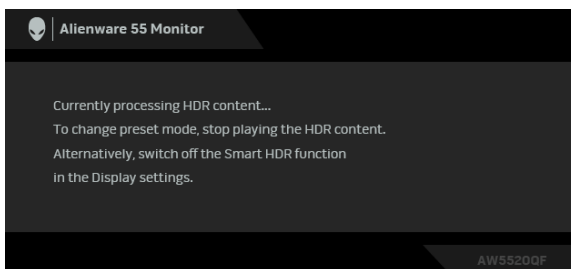 Alienware 55 Monitor
Currently processing HDR content...
To change preset mode, stop playing the HDR content.
Alternatively, switch off the Smart HDR function
in the Display settings.
AW5520QF